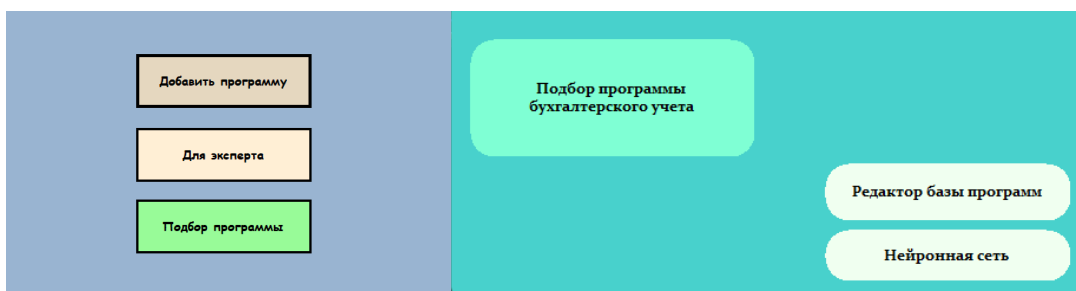 Добавить программу
Для эксперта
Подбор программы
Подбор программы
бухгалтерского учета
Редактор базы программ
Нейронная сеть